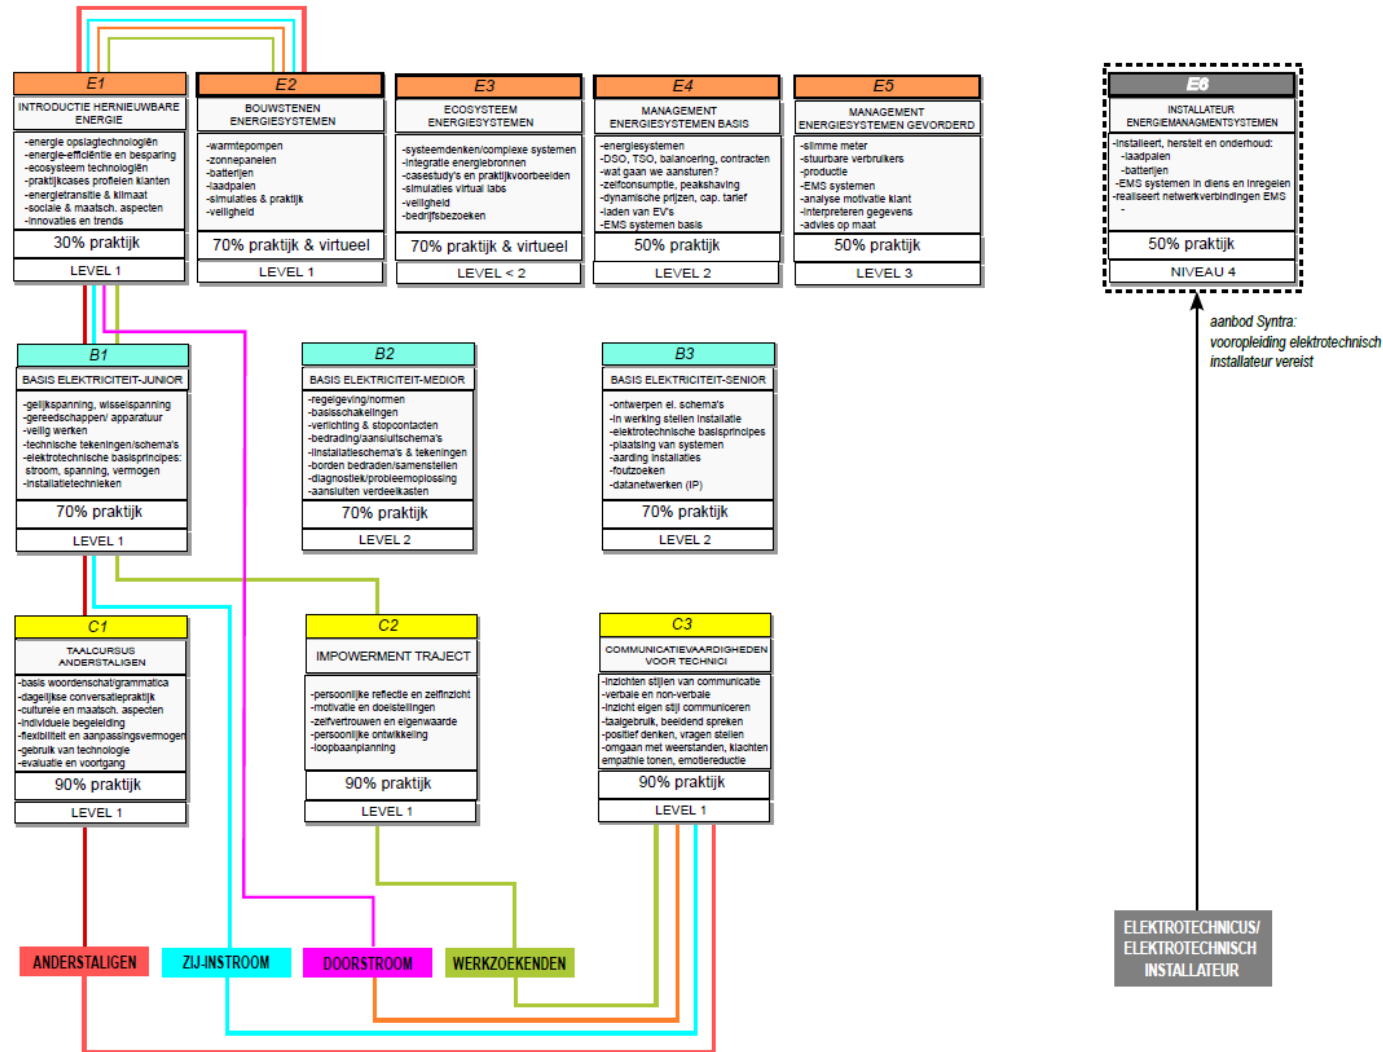 E1
INTRODUCTIE HERNIEUWBARE
ENERGIE
-energie opslagtechnologiën
-energie-efficiëntie en besparing
-ecosysteem technologiën
-praktijkcases profielen klanten
-energietransitie & klimaat
-sociale & maatsch. aspecten
-innovaties en trends
30% praktijk
LEVEL 1
E2
BOUWSTENEN
ENERGIESYSTEMEN
-warmtepompen
-zonnepanelen
-batterijen
-laadpalen
-simulaties & praktijk
-veiligheid
70% praktijk & virtueel
LEVEL 1
E3
ECOSYSTEEM
ENERGIESYSTEMEN
-systeemdenken/complexe systemen
-integratie energiebronnen
-casestudy's en praktijkvoorbeelden
-simulaties virtual labs
-veiligheid
-bedrijfsbezoeken
70% praktijk & virtueel
LEVEL < 2
E4
MANAGEMENT
ENERGIESYSTEMEN BASIS
-energiesystemen
-DSO, TSO, balancering, contracten
-wat gaan we aansturen?
-zelfconsumptie, peakshaving
-dynamische prijzen, cap. tarief
-laden van EV's
-EMS systemen basis
50% praktijk
LEVEL 2
E5
MANAGEMENT
ENERGIESYSTEMEN GEVORDERD
-slimme meter
-stuurbare verbruikers
-productie
-EMS systemen
-analyse motivatie klant
-interpreteren gegevens
-advies op maat
50% praktijk
LEVEL 3
E6
INSTALLATEUR
ENERGIEMANAGMENTSYSTEMEN
-installeert, herstelt en onderhoud:
-laadpalen
-batterijen
-EMS systemen in diens en inregelen
-realiseert netwerkverbindingen EMS
-
50% praktijk
NIVEAU 4
aanbod Syntra:
vooropleiding elektrotechnisch
installateur vereist
B1
BASIS ELEKTRICITEIT-JUNIOR
-gelijkspanning, wisselspanning
-gereedschappen/ apparatuur
-veilig werken
-technische tekeningen/schema's
-elektrotechnische basisprincipes:
stroom, spanning, vermogen
-installatietechnieken
70% praktijk
LEVEL 1
B2
BASIS ELEKTRICITEIT-MEDIOR
-regelgeving/normen
-basisschakelingen
-verlichting & stopcontacten
-bedrading/aansluitschema's
-iinstallatieschema's & tekeningen
-borden bedraden/samenstellen
-diagnostiek/probleemoplossing
-aansluiten verdeelkasten
70% praktijk
LEVEL 2
B3
BASIS ELEKTRICITEIT-SENIOR
-ontwerpen el. schema's
-in werking stellen installatie
-elektrotechnische basisprincipes
-plaatsing van systemen
-aarding installaties
-foutzoeken
-datanetwerken (IP)
70% praktijk
LEVEL 2
C1
TAALCURSUS
ANDERSTALIGEN
-basis woordenschat/grammatica
-dagelijkse conversatiepraktijk
-culturele en maatsch. aspecten
-individuele begeleiding
-flexibiliteit en aanpassingsvermogen
-gebruik van technologie
-evaluatie en voortgang
90% praktijk
LEVEL 1
C2
IMPOWERMENT TRAJECT
-persoonlijke reflectie en zelfinzicht
-motivatie en doelstellingen
-zelfvertrouwen en eigenwaarde
-persoonlijke ontwikkeling
-loopbaanplanning
90% praktijk
LEVEL 1
C3
COMMUNICATIEVAARDIGHEDEN
VOOR TECHNICI
-inzichten stijlen van communicatie
-verbale en non-verbale
-inzicht eigen stijl communiceren
-taalgebruik, beeldend spreken
-positief denken, vragen stellen
-omgaan met weerstanden, klachten
empathie tonen, emotiereductie
90% praktijk
LEVEL 1
ANDERSTALIGEN
ZIJ-INSTROOM
DOORSTROOM
WERKZOEKENDEN
ELEKTROTECHNICUS/
ELEKTROTECHNISCH
INSTALLATEUR